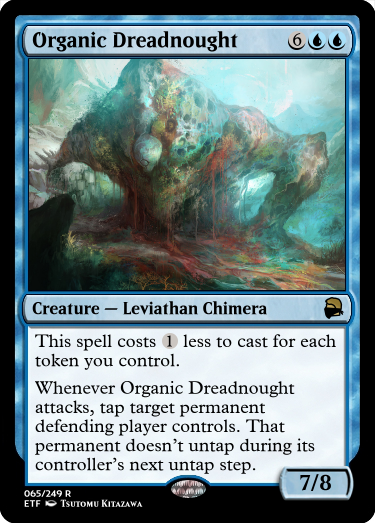 Organic Dreadnought 6
Creature — Leviathan Chimera
This spell costs 1 less to cast for each
token you control.
Whenever Organic Dreadnought
attacks, tap target permanent
defending player controls. That
permanent doesn't untap during its
controller's next untap step.
7/8
065/249 R
ETF Tsutomu Kitazawa